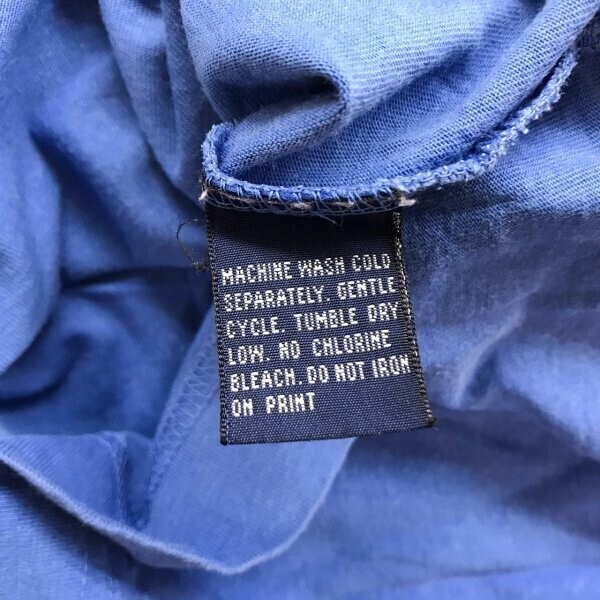 MACHINE WASH COLD
SEPARATELY. GENTLE
CYCLE. TUMBLE DRY
LOW. NO CHLORINE
BLEACH. DO NOT IRON
ON PRINT